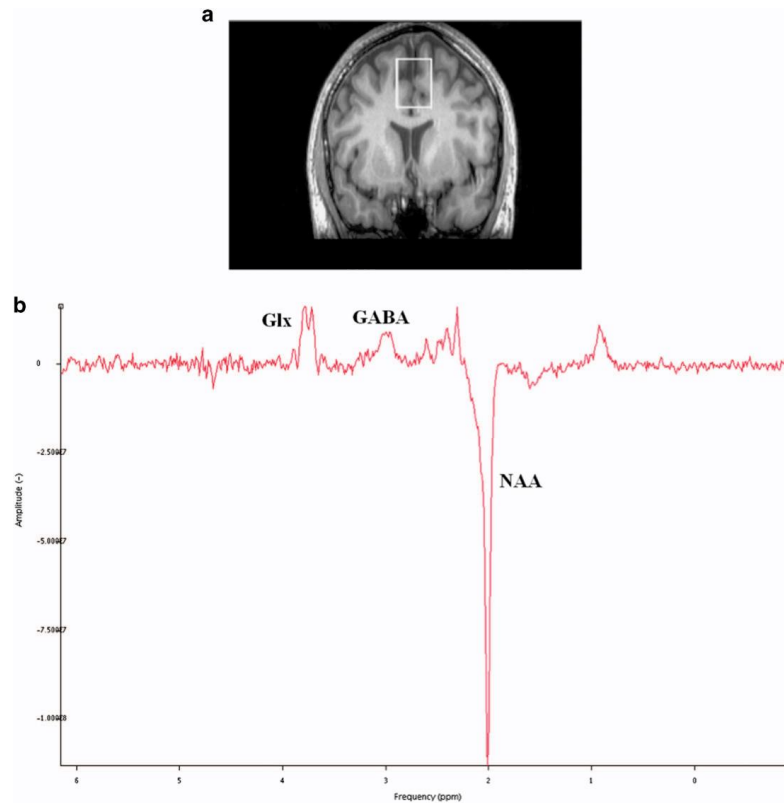 a
b
Glx
GABA
0
-2.500E7
NAA
-5.000E7
-7.500E7
-1.000E8
Amplitude (-)
6 5 4 3 2 1 0
Frequency (ppm)